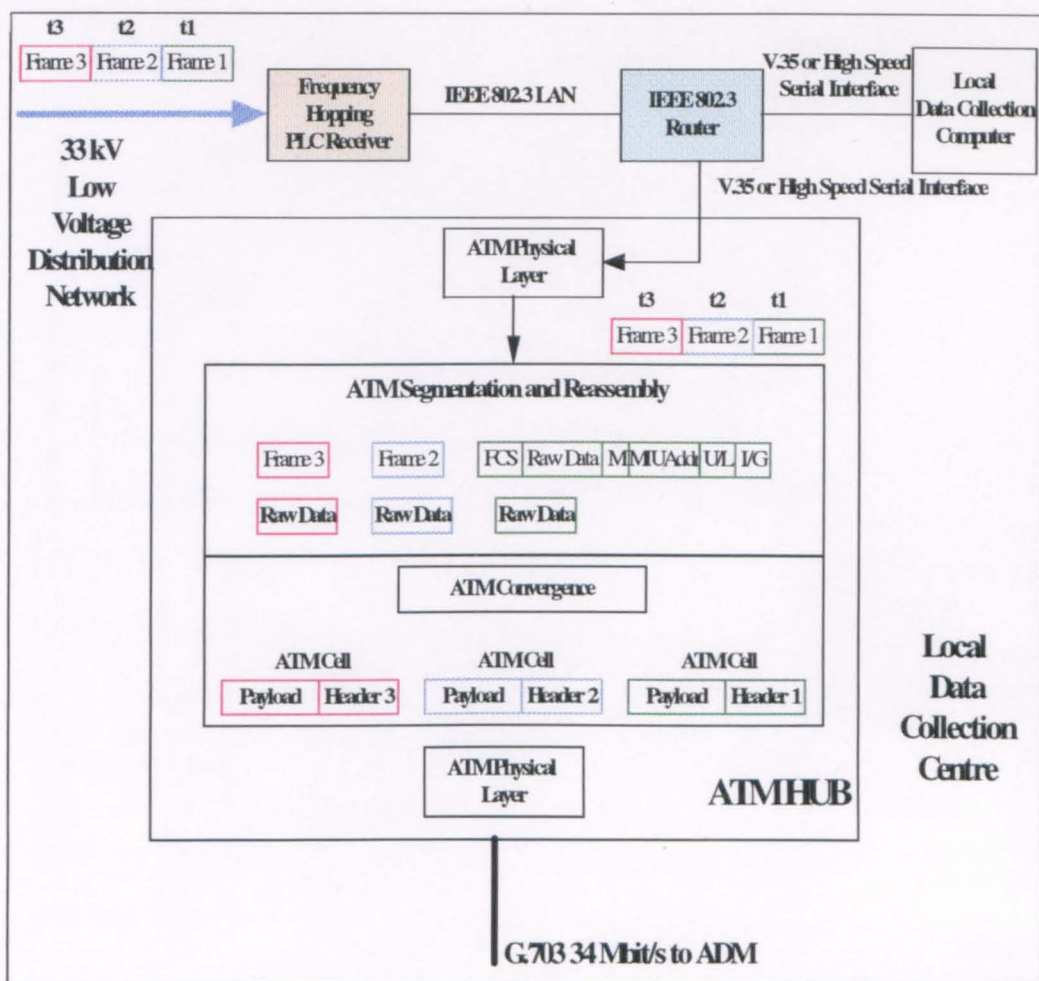 t3 t2 t1
Frame 3 Frame 2 Frame 1
Frequency
Hopping
PLC Receiver
IEEE 802.3 LAN
IEEE 802.3
Router
V.35 or High Speed
Serial Interface
Local
Data Collection
Computer
33 kV
Low
Voltage
Distribution
Network
V.35 or High Speed Serial Interface
ATM Physical
Layer
t3 t2 t1
Frame 3 Frame 2 Frame 1
ATM Segmentation and Reassembly
Frame 3 Frame 2 FCS Raw Data M MIU Addr U/L I/G
Raw Data Raw Data Raw Data
ATM Convergence
ATM Cell ATM Cell ATM Cell
Payload Header 3 Payload Header 2 Payload Header 1
ATM Physical
Layer
ATM HUB
Local
Data
Collection
Centre
G.703 34 Mbit/s to ADM